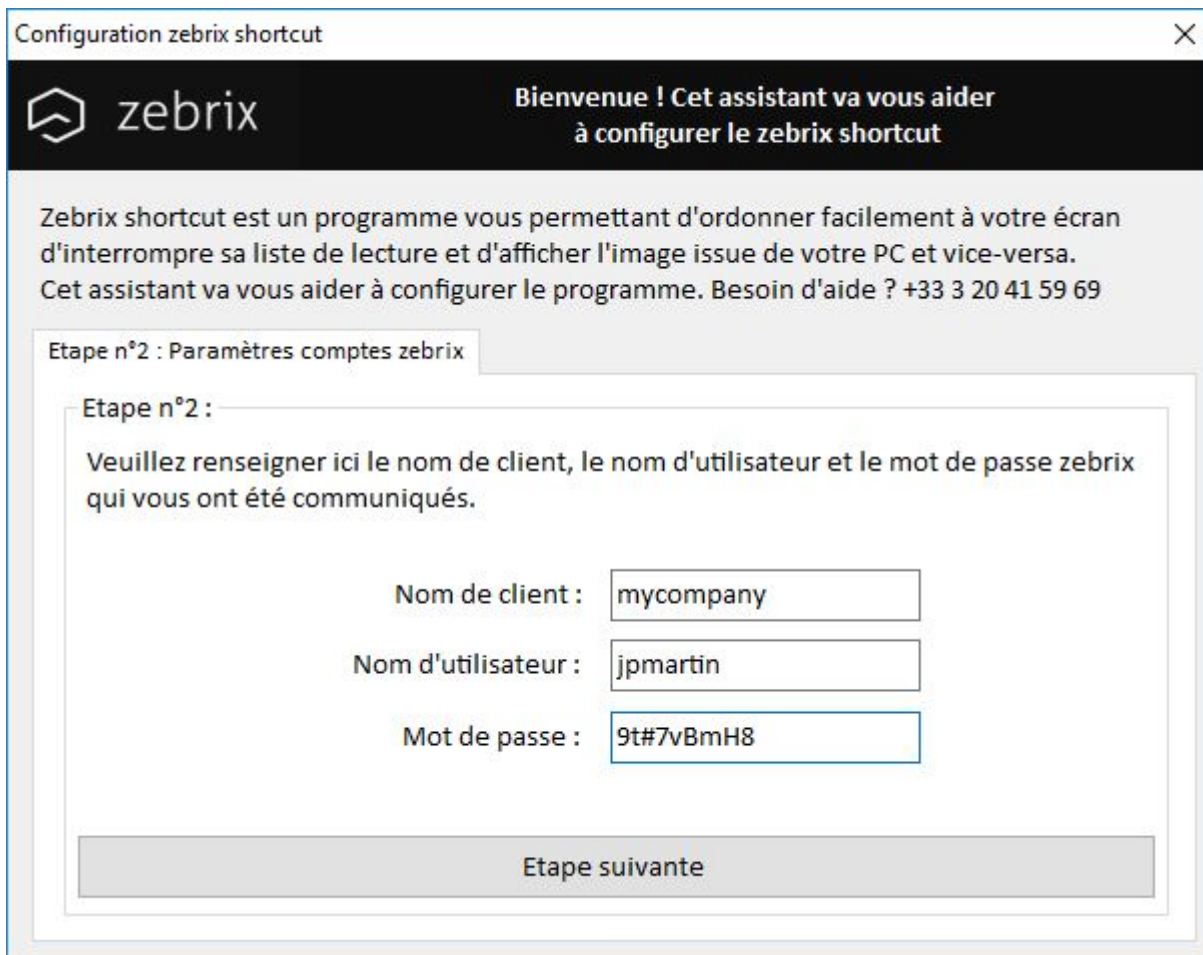 Configuration zebrix shortcut
zebrix
Bienvenue ! Cet assistant va vous aider
à configurer le zebrix shortcut
Zebrix shortcut est un programme vous permettant d'ordonner facilement à votre écran
d'interrompre sa liste de lecture et d'afficher l'image issue de votre PC et vice-versa.
Cet assistant va vous aider à configurer le programme. Besoin d'aide ? +33 3 20 41 59 69
Etape n°2 : Paramètres comptes zebrix
Etape n°2 :
Veuillez renseigner ici le nom de client, le nom d'utilisateur et le mot de passe zebrix
qui vous ont été communiqués.
Nom de client : mycompany
Nom d'utilisateur : jpmartin
Mot de passe : 9t#7vBmH8
Etape suivante